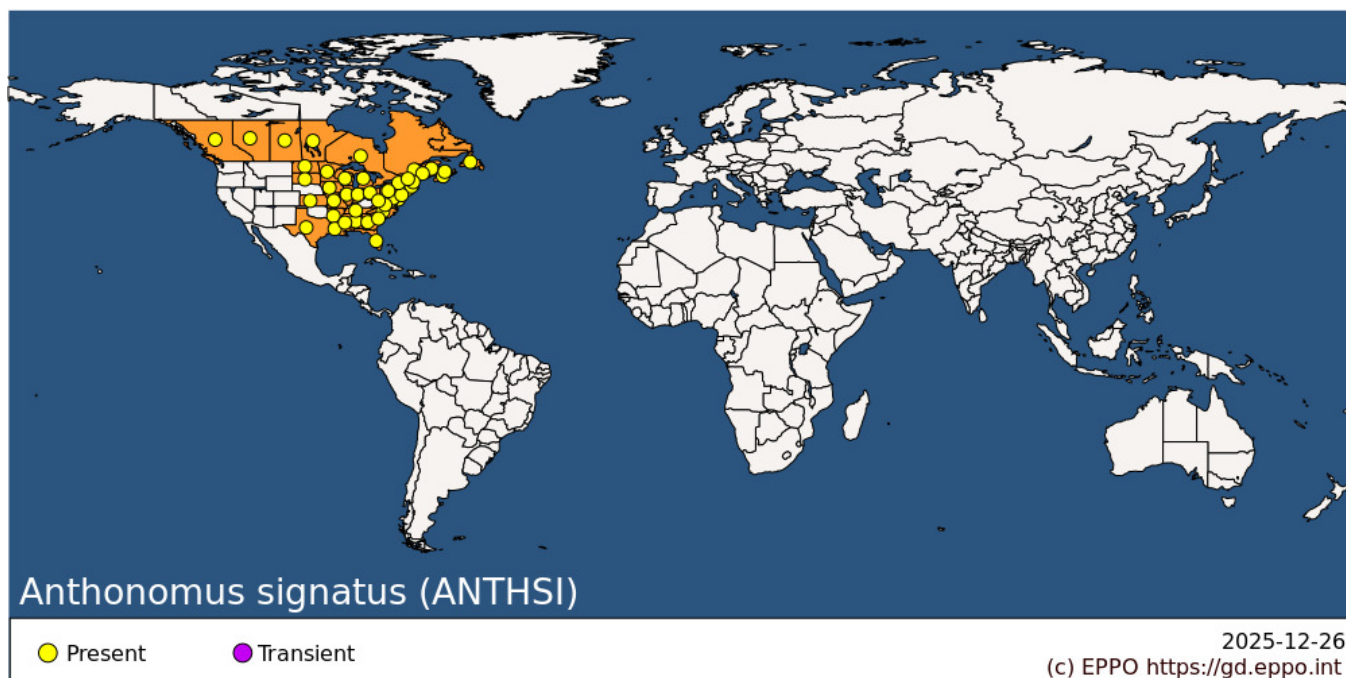 Anthonomus signatus (ANTHSI)
Present
Transient
2025-12-26
(c) EPPO https://gd.eppo.int